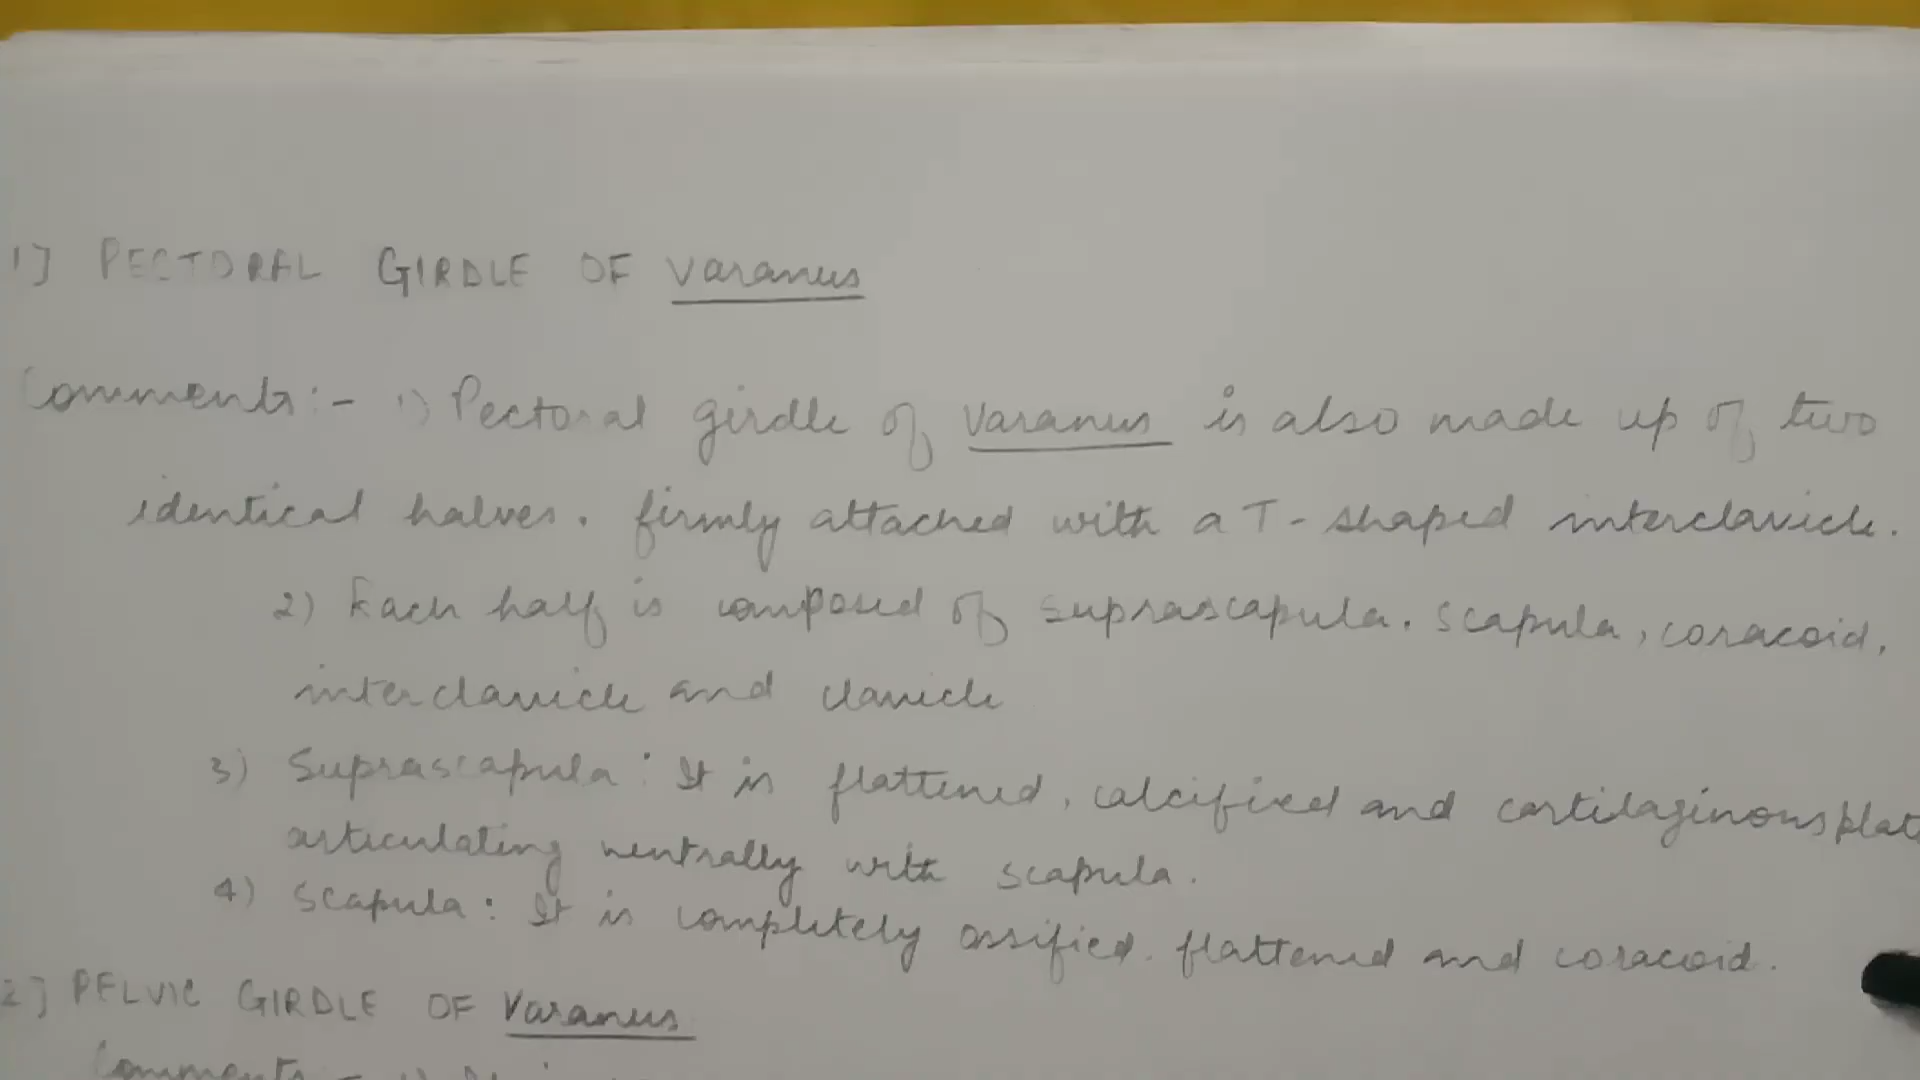 1] PECTORAL GIRDLE OF Varanus
Comments:- 1) Pectoral girdle of Varanus is also made up of two
identical halves. firmly attached with a T-shaped interclavicle.
2) Each half is composed of suprascapula. scapula, coracoid,
interclavicle and clavicle
3) Suprascapula: It is flattened, calcified and cartilaginous plat
articulating ventrally with scapula.
4) Scapula: It is completely ossified. flattened and coracoid.
2] PELVIC GIRDLE OF Varanus
Comments - 1)